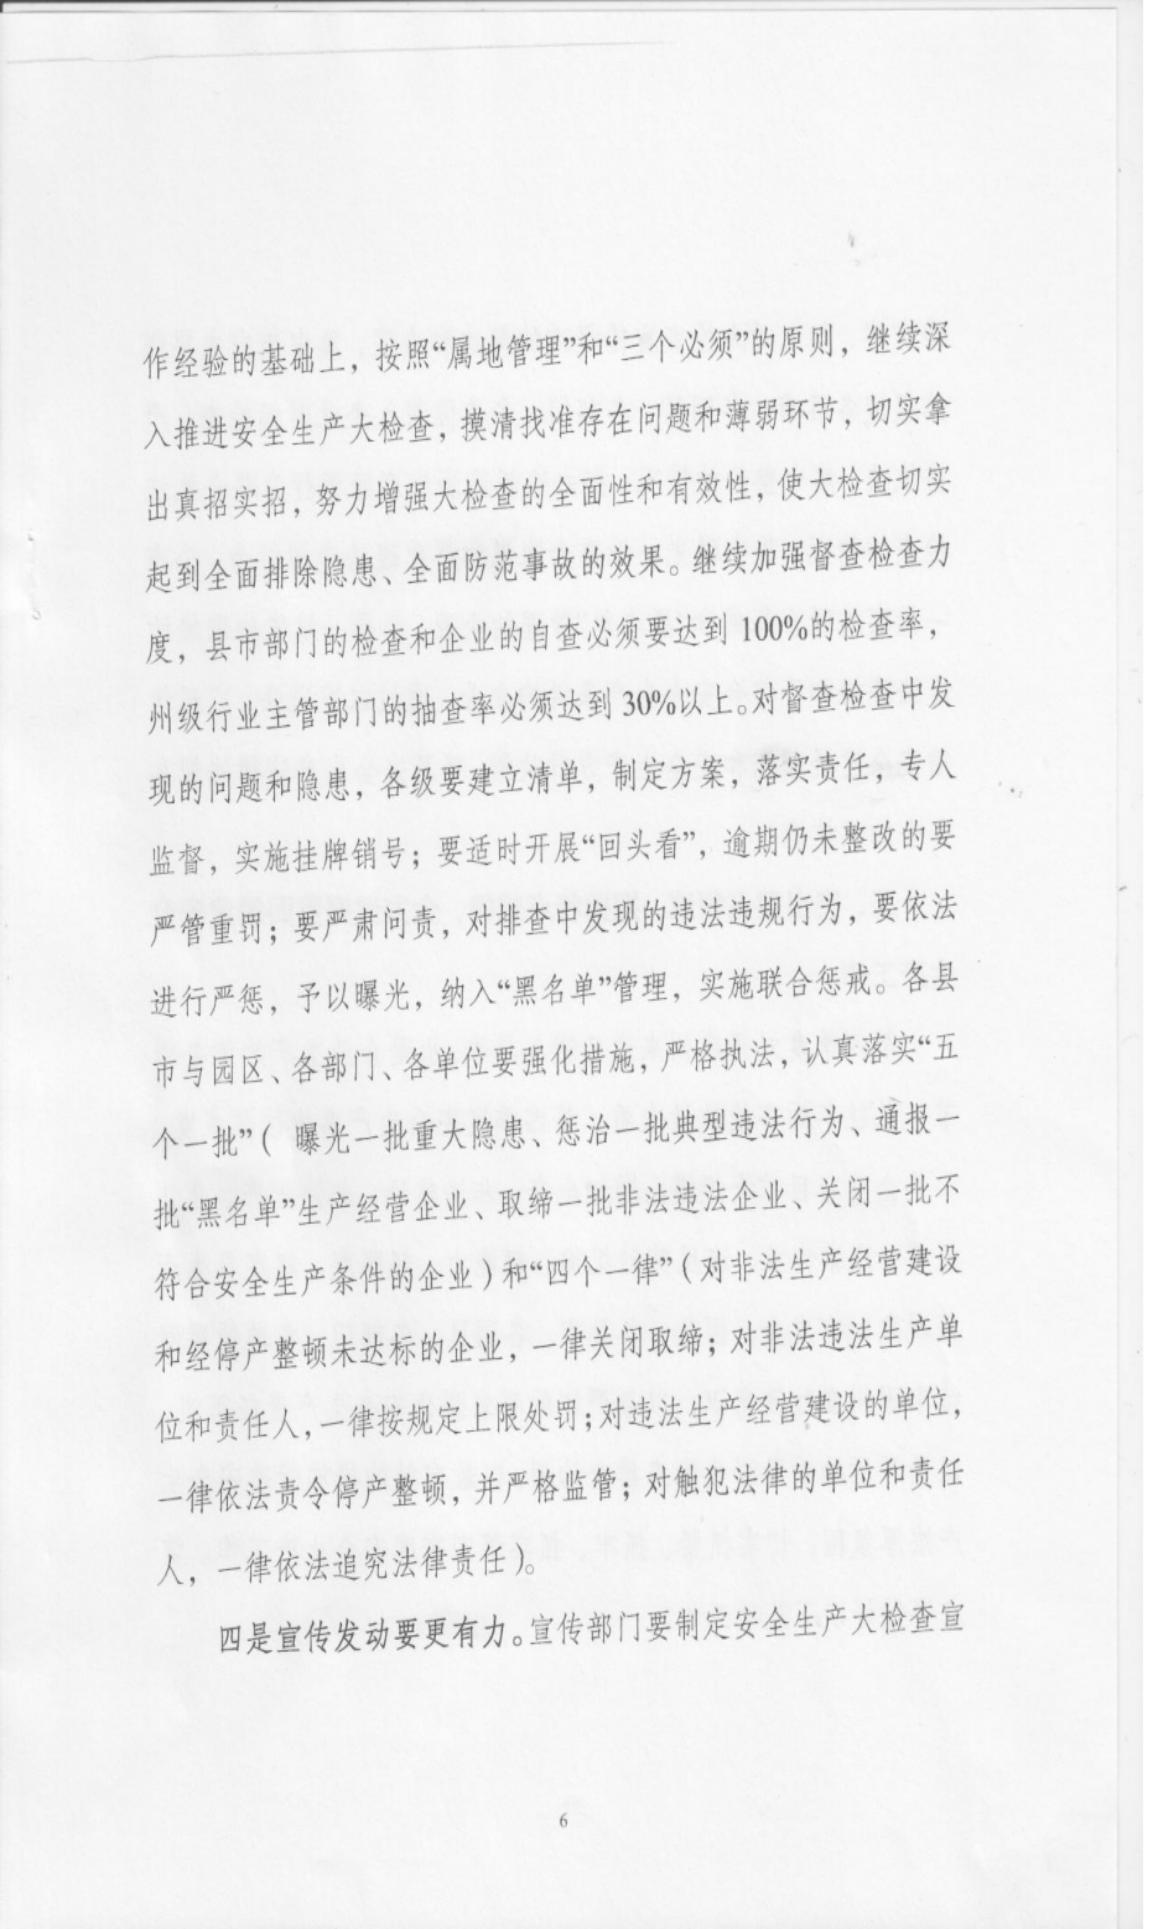 作经验的基础上，按照“属地管理”和“三个必须”的原则，继续深
入推进安全生产大检查，摸清找准存在问题和薄弱环节，切实拿
出真招实招，努力增强大检查的全面性和有效性，使大检查切实
起到全面排除隐患、全面防范事故的效果。继续加强督查检查力
度，县市部门的检查和企业的自查必须要达到 100%的检查率，
州级行业主管部门的抽查率必须达到 30%以上。对督查检查中发
现的问题和隐患，各级要建立清单，制定方案，落实责任，专人
监督，实施挂牌销号；要适时开展“回头看”，逾期仍未整改的要
严管重罚；要严肃问责，对排查中发现的违法违规行为，要依法
进行严惩，予以曝光，纳入“黑名单”管理，实施联合惩戒。各县
市与园区、各部门、各单位要强化措施，严格执法，认真落实“五
个一批”（ 曝光一批重大隐患、惩治一批典型违法行为、通报一
批“黑名单”生产经营企业、取缔一批非法违法企业、关闭一批不
符合安全生产条件的企业）和“四个一律”（对非法生产经营建设
和经停产整顿未达标的企业，一律关闭取缔；对非法违法生产单
位和责任人，一律按规定上限处罚；对违法生产经营建设的单位，
一律依法责令停产整顿，并严格监管；对触犯法律的单位和责任
人，一律依法追究法律责任）。
四是宣传发动要更有力。宣传部门要制定安全生产大检查宣
6